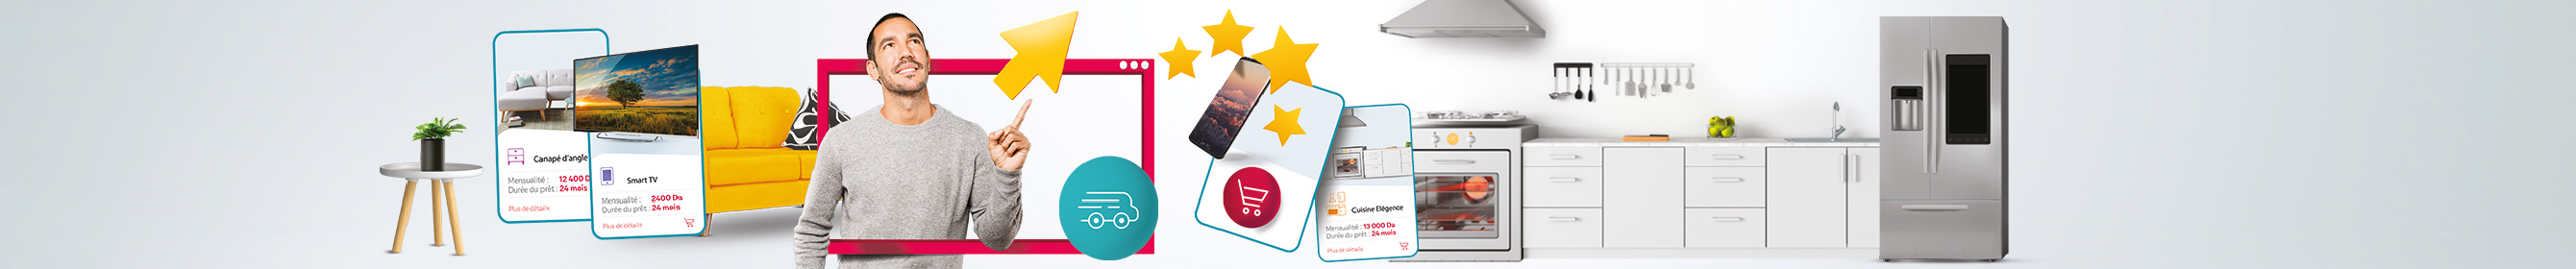 Canapé d'angle
Mensualité : 12 400 D
Durée du prêt : 24 mois
Plus de détails
Smart TV
Mensualité : 2400 Da
Durée du prêt : 24 mois
Plus de détails
Cuisine Elégence
Mensualité : 13 000 Da
Durée du prêt : 24 mois
Plus de détails